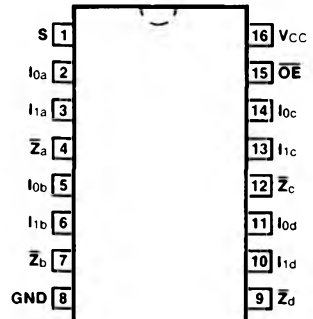 S 1 16 VCC
I0a 2 15 O̅E̅
I1a 3 14 I0c
Z̅a 4 13 I1c
I0b 5 12 Z̅c
I1b 6 11 I0d
Z̅b 7 10 I1d
GND 8 9 Z̅d